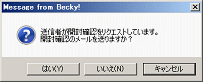 Message from Becky!
送信者が開封確認をリクエストしています。
開封確認のメールを送りますか？
はい(Y)
いいえ(N)
キャンセル